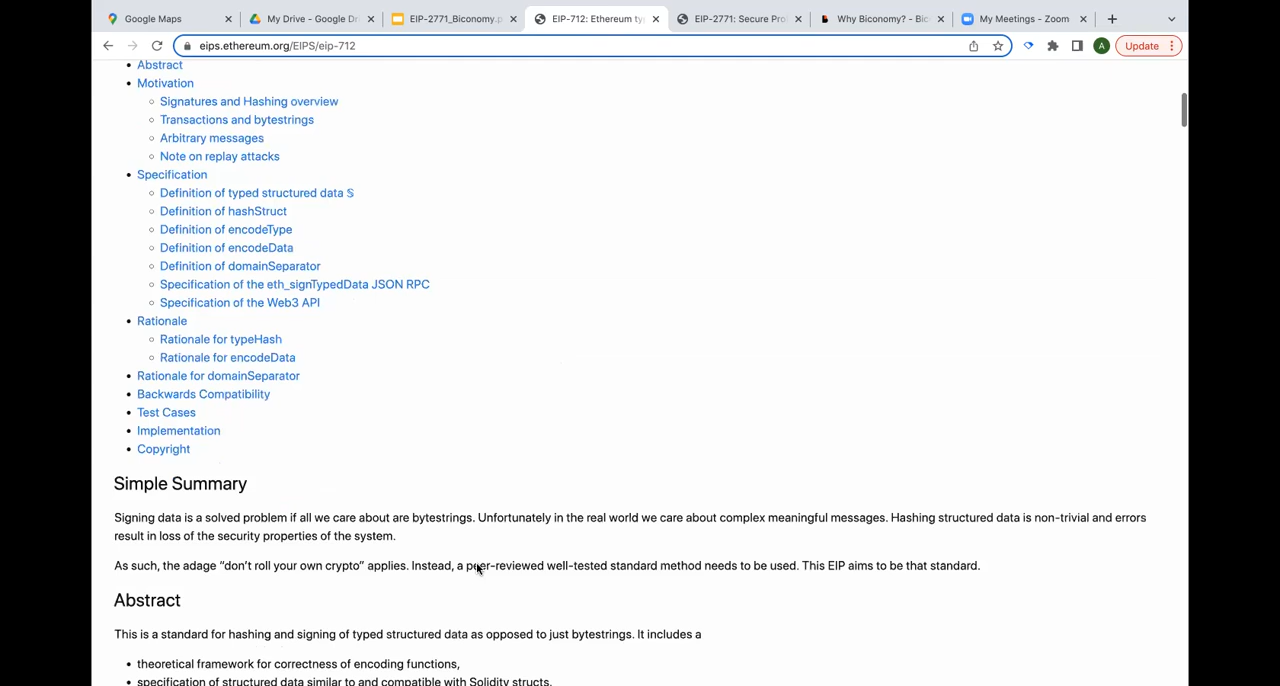 Google Maps
My Drive - Google Dr
EIP-2771_Biconomy.p
EIP-712: Ethereum ty
EIP-2771: Secure Pro
Why Biconomy? - Bic
My Meetings - Zoom
eips.ethereum.org/EIPS/eip-712
A
Update
Abstract
Motivation
Signatures and Hashing overview
Transactions and bytestrings
Arbitrary messages
Note on replay attacks
Specification
Definition of typed structured data 𝕊
Definition of hashStruct
Definition of encodeType
Definition of encodeData
Definition of domainSeparator
Specification of the eth_signTypedData JSON RPC
Specification of the Web3 API
Rationale
Rationale for typeHash
Rationale for encodeData
Rationale for domainSeparator
Backwards Compatibility
Test Cases
Implementation
Copyright
Simple Summary
Signing data is a solved problem if all we care about are bytestrings. Unfortunately in the real world we care about complex meaningful messages. Hashing structured data is non-trivial and errors
result in loss of the security properties of the system.
As such, the adage “don’t roll your own crypto” applies. Instead, a peer-reviewed well-tested standard method needs to be used. This EIP aims to be that standard.
Abstract
This is a standard for hashing and signing of typed structured data as opposed to just bytestrings. It includes a
theoretical framework for correctness of encoding functions,
specification of structured data similar to and compatible with Solidity structs,